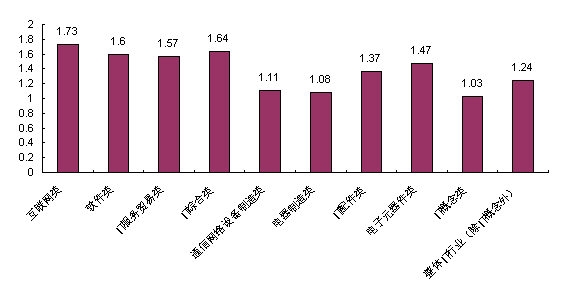 2
1.8
1.6
1.4
1.2
1
0.8
0.6
0.4
0.2
0
1.73
1.6
1.57
1.64
1.11
1.08
1.37
1.47
1.03
1.24
互联网类
软件类
IT服务贸易类
IT综合类
通信网络设备制造类
电器制造类
IT配件类
电子元器件类
IT概念类
整体IT行业（除IT概念外）